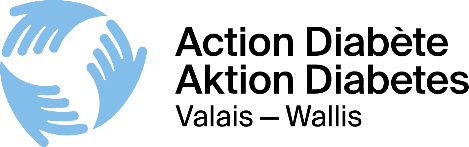 Action Diabète
Aktion Diabetes
Valais – Wallis